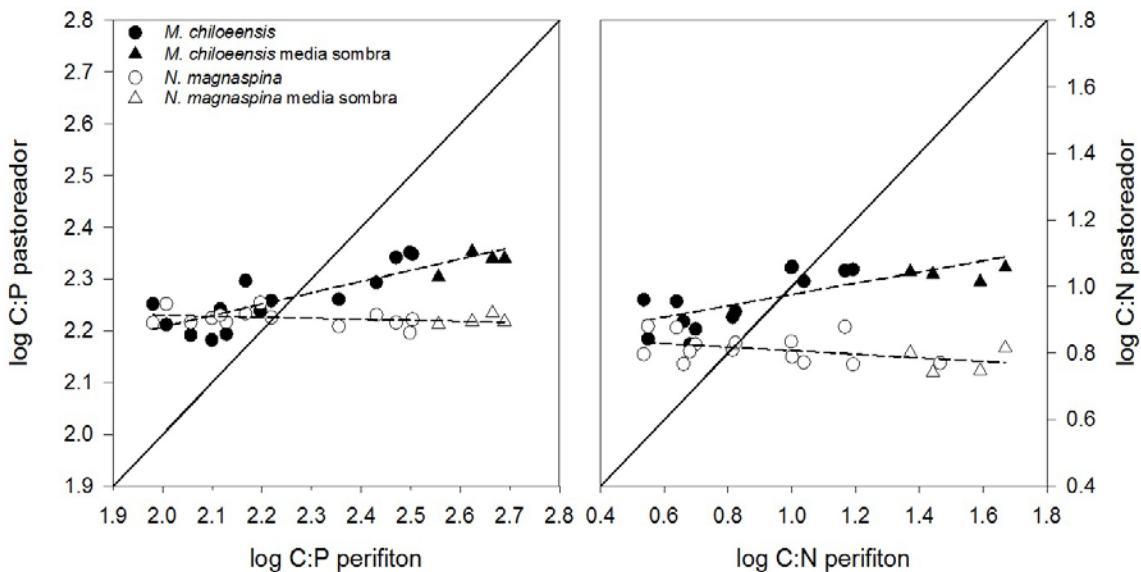 M. chiloeensis
M. chiloeensis media sombra
N. magnaspina
N. magnaspina media sombra
log C:P pastoreador
2.8
2.7
2.6
2.5
2.4
2.3
2.2
2.1
2.0
1.9
1.9 2.0 2.1 2.2 2.3 2.4 2.5 2.6 2.7 2.8
log C:P perifiton
1.8
1.6
1.4
1.2
1.0
0.8
0.6
0.4
log C:N pastoreador
0.4 0.6 0.8 1.0 1.2 1.4 1.6 1.8
log C:N perifiton